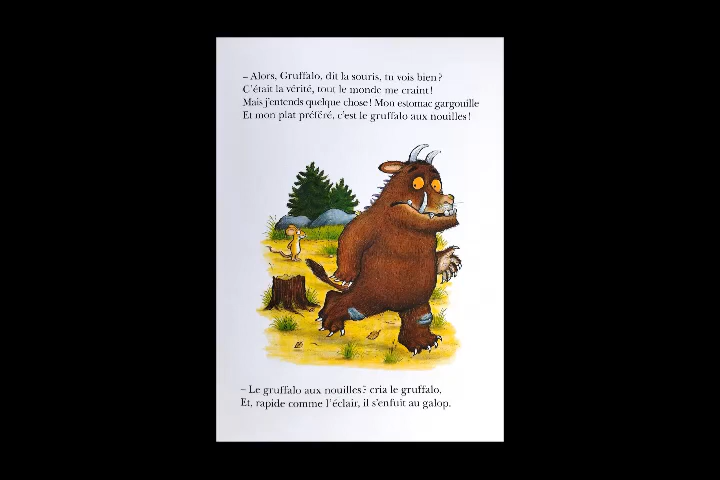 – Alors, Gruffalo, dit la souris, tu vois bien ?
C'était la vérité, tout le monde me craint !
Mais j'entends quelque chose ! Mon estomac gargouille
Et mon plat préféré, c'est le gruffalo aux nouilles !
– Le gruffalo aux nouilles ? cria le gruffalo.
Et, rapide comme l'éclair, il s'enfuit au galop.